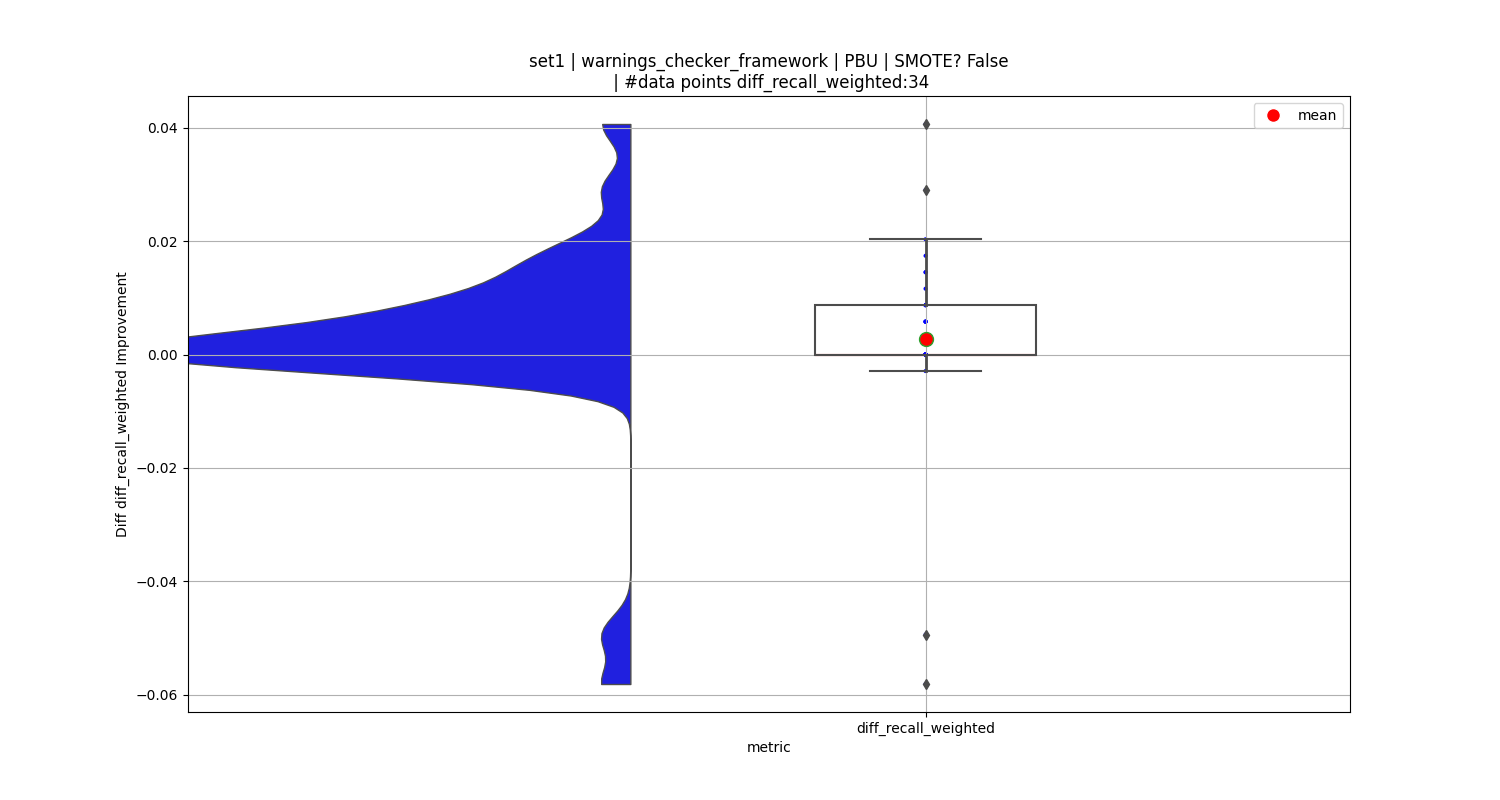 set1 | warnings_checker_framework | PBU | SMOTE? False
| #data points diff_recall_weighted:34
mean
0.04
0.02
0.00
−0.02
−0.04
−0.06
Diff diff_recall_weighted Improvement
diff_recall_weighted
metric